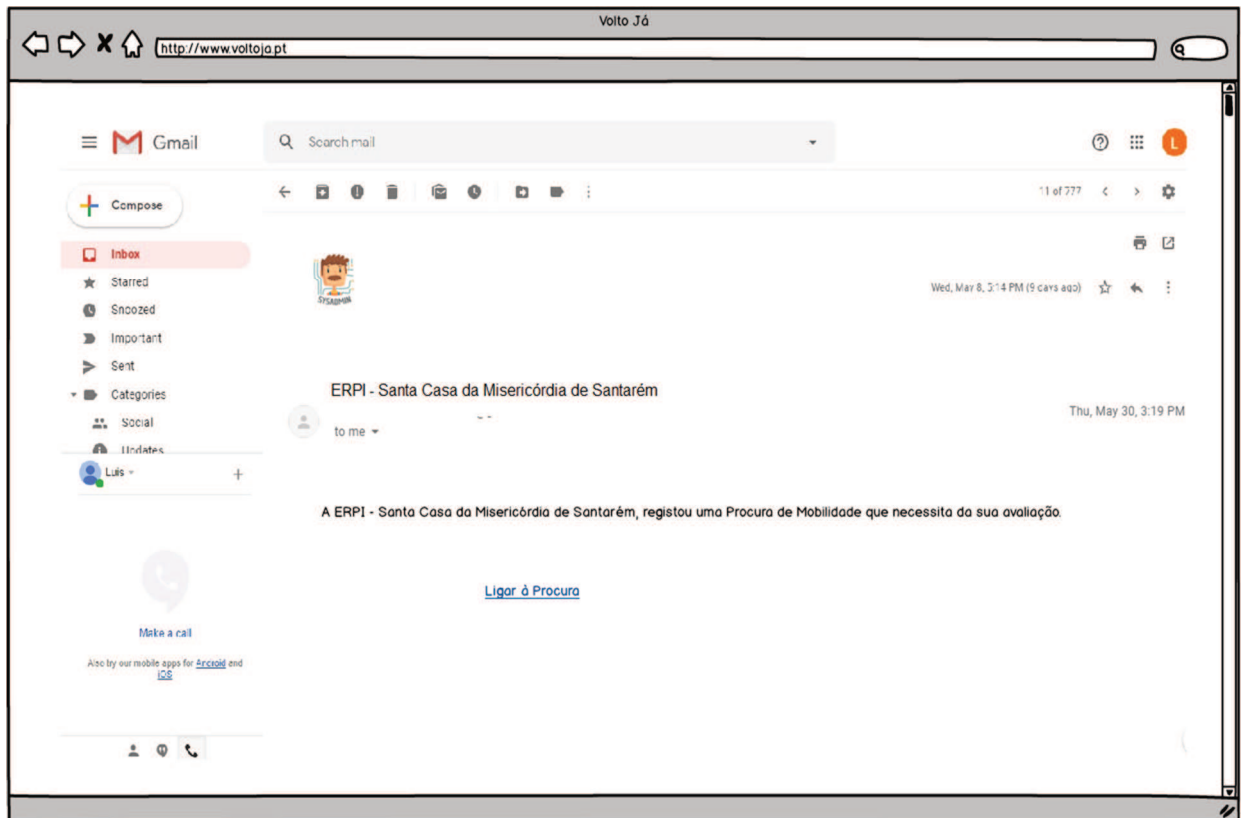 Volto Já
http://www.voltoja.pt
Gmail
Search mail
L
Compose
11 of 777
Inbox
Starred
SYSADMIN
Wed, May 8, 3:14 PM (9 days ago)
Snoozed
Important
Sent
Categories
ERPI - Santa Casa da Misericórdia de Santarém
Thu, May 30, 3:19 PM
Social
to me
Updates
Luis
A ERPI - Santa Casa da Misericórdia de Santarém, registou uma Procura de Mobilidade que necessita da sua avaliação.
Ligar à Procura
Make a call
Also try our mobile apps for Android and
iOS